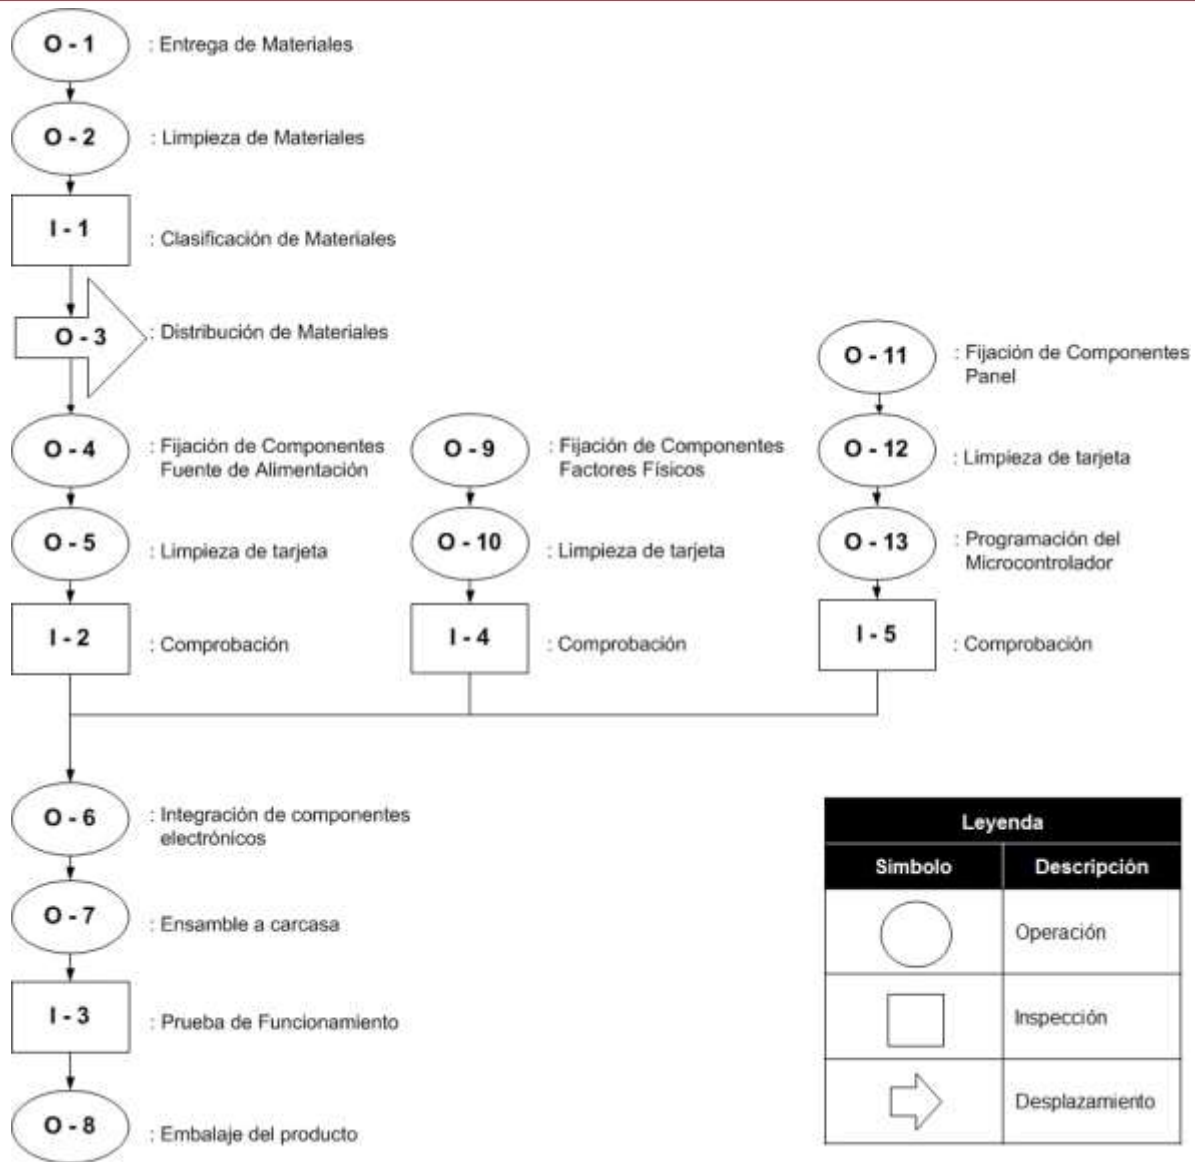 O - 1 : Entrega de Materiales
O - 2 : Limpieza de Materiales
I - 1 : Clasificación de Materiales
O - 3 : Distribución de Materiales
O - 4 : Fijación de Componentes
Fuente de Alimentación
O - 5 : Limpieza de tarjeta
I - 2 : Comprobación
O - 9 : Fijación de Componentes
Factores Físicos
O - 10 : Limpieza de tarjeta
I - 4 : Comprobación
O - 11 : Fijación de Componentes
Panel
O - 12 : Limpieza de tarjeta
O - 13 : Programación del
Microcontrolador
I - 5 : Comprobación
O - 6 : Integración de componentes
electrónicos
O - 7 : Ensamble a carcasa
I - 3 : Prueba de Funcionamiento
O - 8 : Embalaje del producto
Leyenda
Simbolo Descripción
Operación
Inspección
Desplazamiento